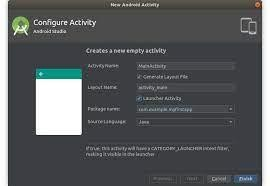 New Android Activity
Configure Activity
Android Studio
Creates a new empty activity
Activity Name: MainActivity
Generate Layout File
Layout Name: activity_main
Launcher Activity
Package name: com.example.myfirstapp
Source Language: Java
If true, this activity will have a CATEGORY_LAUNCHER intent filter,
making it visible in the launcher
Previous Next Cancel Finish